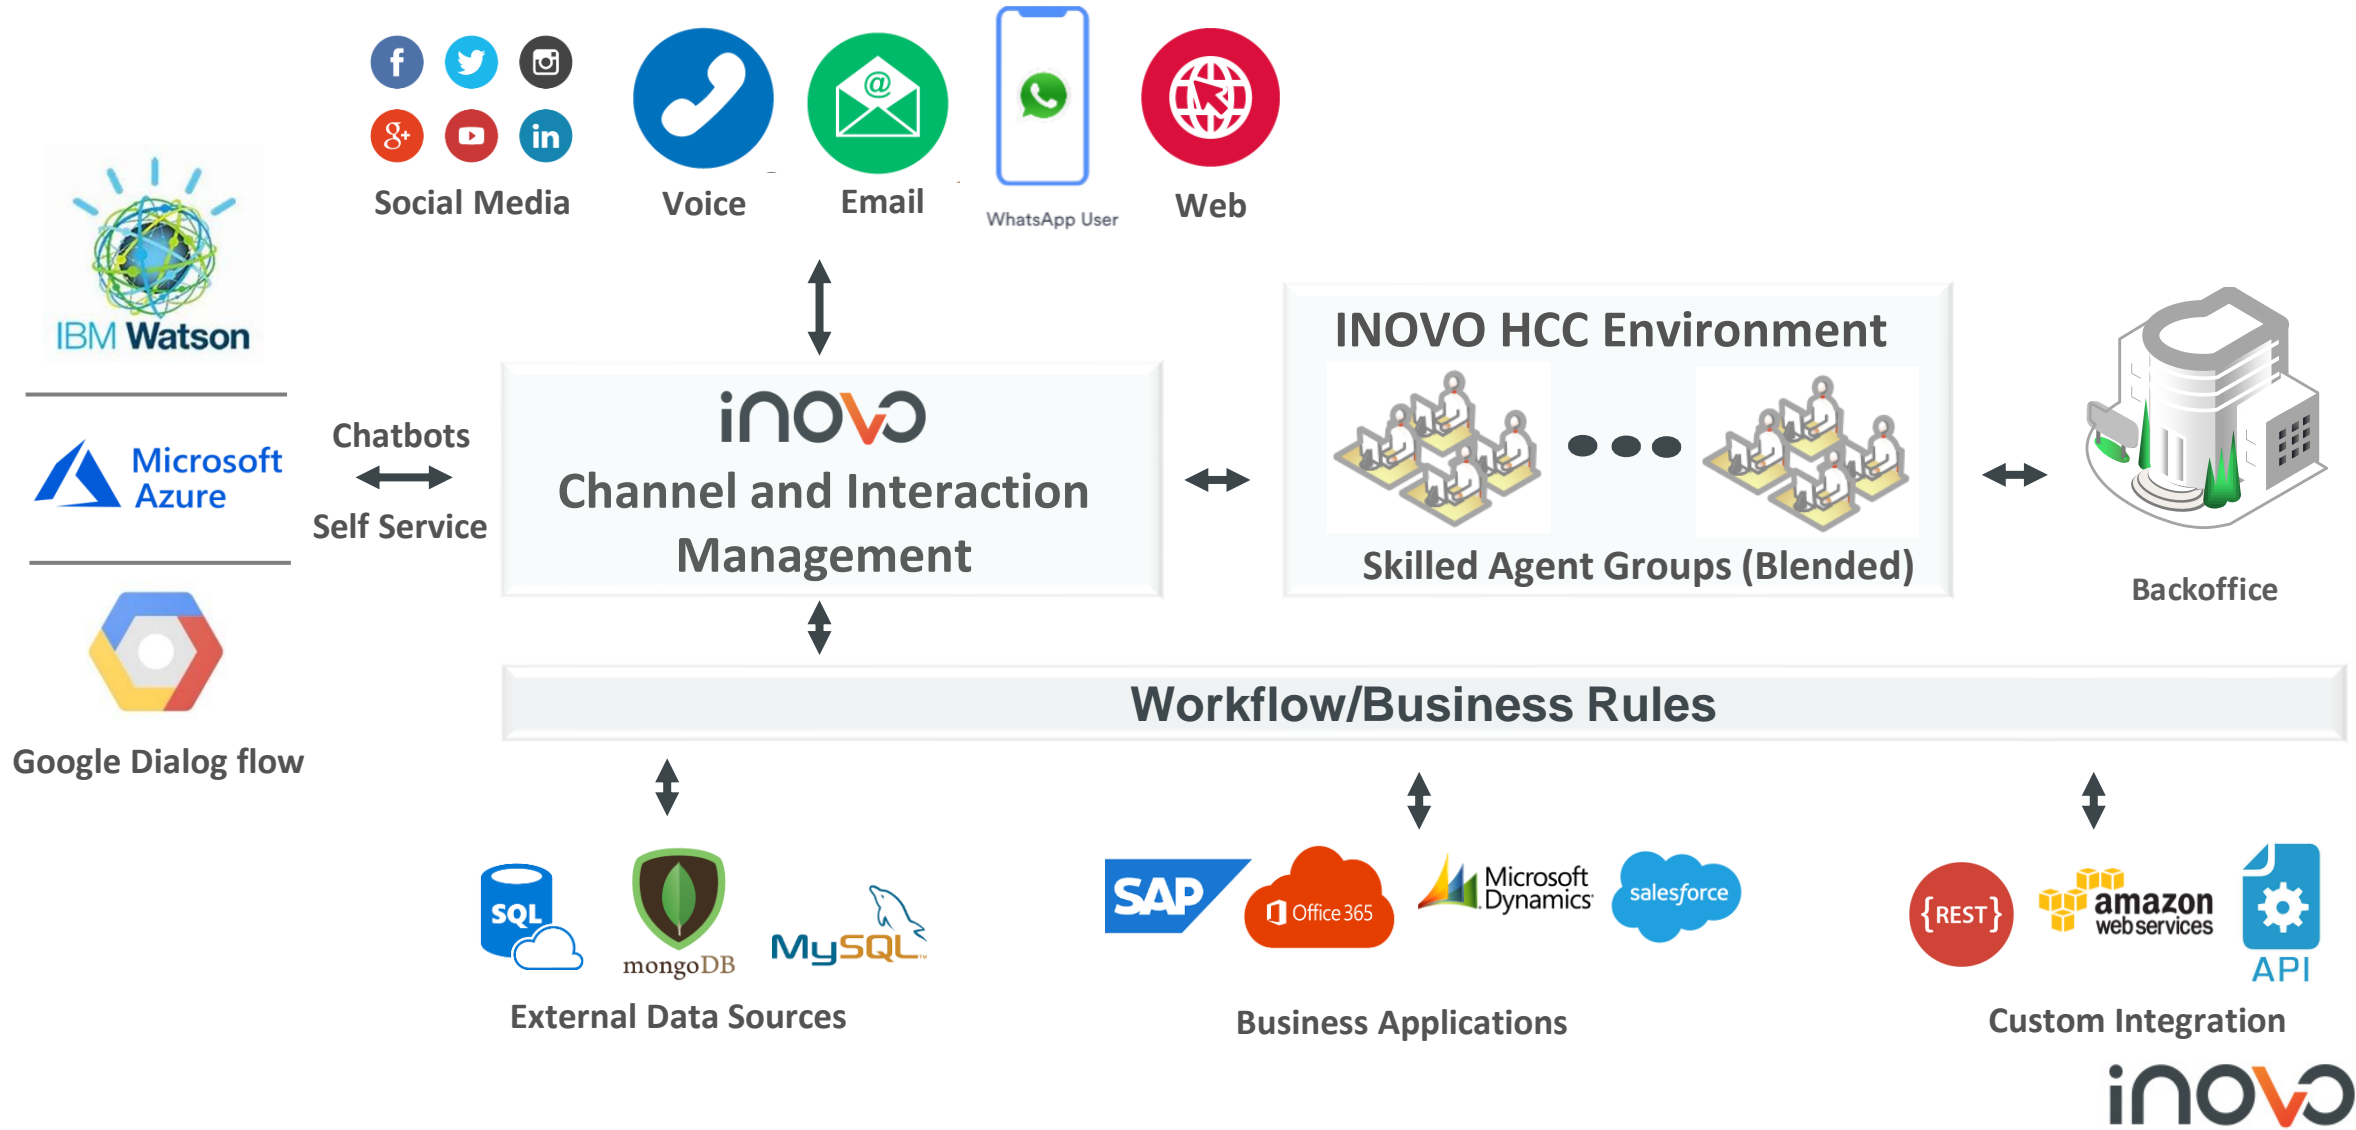 f
g+
in
Social Media
Voice
@
Email
WhatsApp User
Web
IBM Watson
Microsoft
Azure
Google Dialog flow
Chatbots
Self Service
inovo
Channel and Interaction
Management
INOVO HCC Environment
Skilled Agent Groups (Blended)
Backoffice
Workflow/Business Rules
SQL
mongoDB
MySQL™
External Data Sources
SAP
Office 365
Microsoft
Dynamics
salesforce
Business Applications
{REST}
amazon
web services
API
Custom Integration
inovo